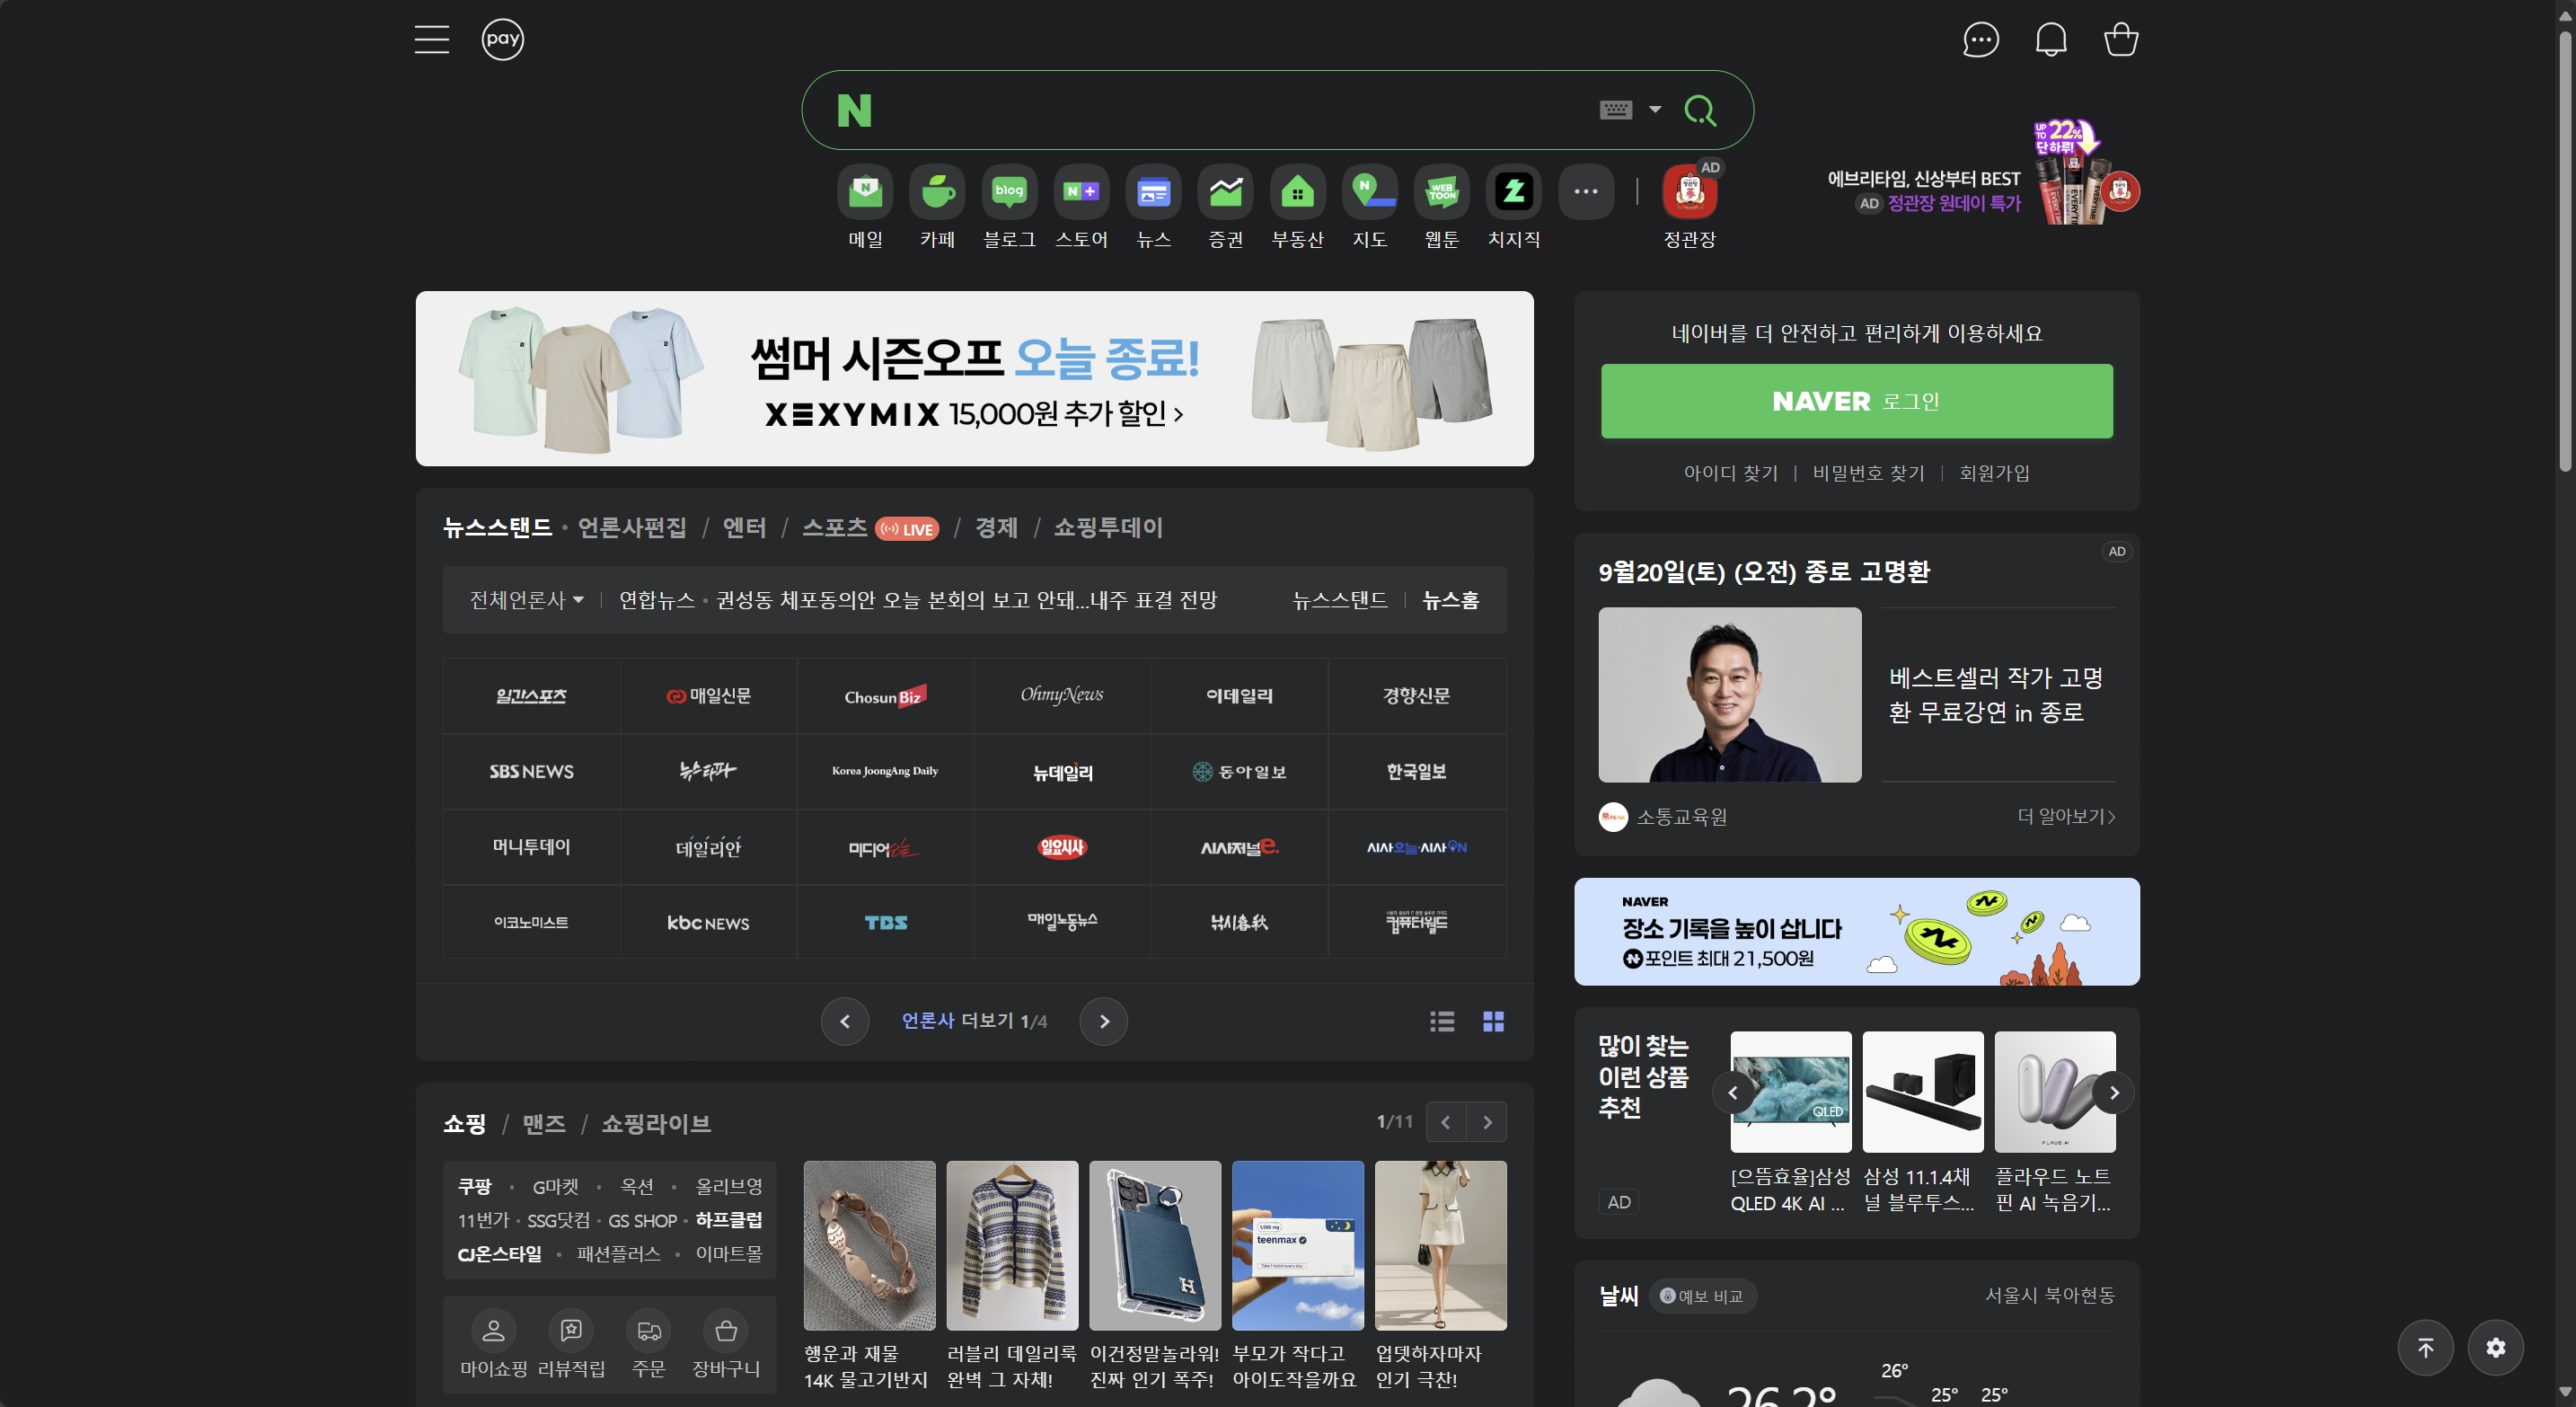 pay
N
메일
카페
blog
블로그
N+
스토어
뉴스
증권
부동산
N
지도
WEB
TOON
웹툰
치지직
AD
정관장
에브리타임, 신상부터 BEST
AD 정관장 원데이 특가
UP TO 22%
단 하루!
썸머 시즌오프 오늘 종료!
XEXYMIX 15,000원 추가 할인 >
네이버를 더 안전하고 편리하게 이용하세요
NAVER 로그인
아이디 찾기 | 비밀번호 찾기 | 회원가입
뉴스스탠드 • 언론사편집 / 엔터 / 스포츠 LIVE / 경제 / 쇼핑투데이
전체언론사 | 연합뉴스 • 권성동 체포동의안 오늘 본회의 보고 안돼...내주 표결 전망 뉴스스탠드 | 뉴스홈
일간스포츠 매일신문 Chosun Biz OhmyNews 이데일리 경향신문
SBS NEWS 뉴스타파 Korea JoongAng Daily 뉴데일리 동아일보 한국일보
머니투데이 데일리안 미디어오늘 일요시사 시사저널e. 시사오늘·시사ON
이코노미스트 kbc NEWS TBS 매일노동뉴스 낚시春秋 컴퓨터월드
언론사 더보기 1/4
AD
9월20일(토) (오전) 종로 고명환
베스트셀러 작가 고명
환 무료강연 in 종로
소통교육원 더 알아보기 >
NAVER
장소 기록을 높이 삽니다
N포인트 최대 21,500원
많이 찾는
이런 상품
추천
AD
QLED
PLAUD AI
[으뜸효율]삼성
QLED 4K AI ...
삼성 11.1.4채
널 블루투스...
플라우드 노트
핀 AI 녹음기...
쇼핑 / 맨즈 / 쇼핑라이브 1/11
쿠팡 • G마켓 • 옥션 • 올리브영
11번가 • SSG닷컴 • GS SHOP • 하프클럽
CJ온스타일 • 패션플러스 • 이마트몰
마이쇼핑 리뷰적립 주문 장바구니
행운과 재물
14K 물고기반지
러블리 데일리룩
완벽 그 자체!
H
이건정말놀라워!
진짜 인기 폭주!
teenmax
부모가 작다고
아이도작을까요
업뎃하자마자
인기 극찬!
날씨 예보 비교 서울시 북아현동
26.2°
26°
25° 25°